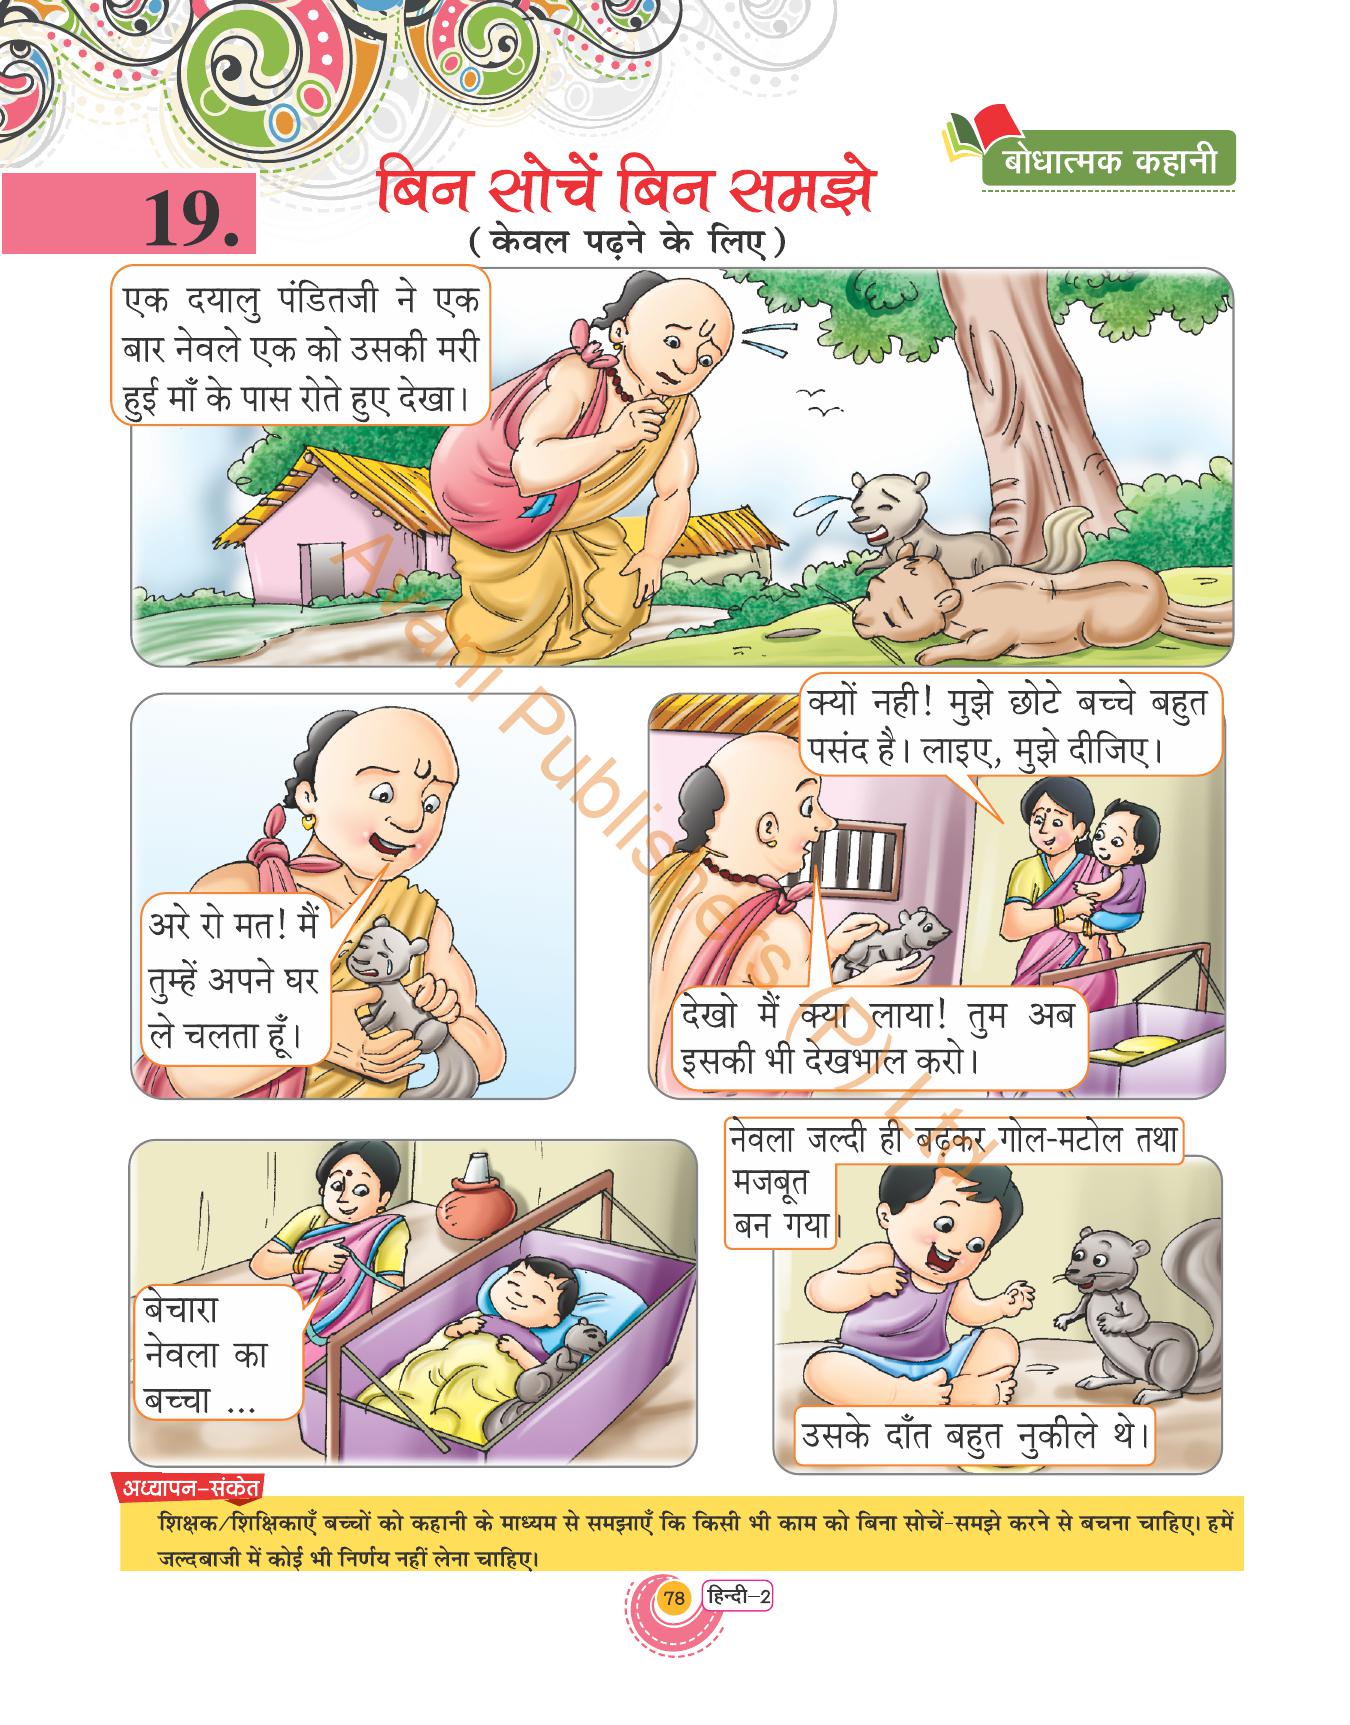 बोधात्मक कहानी
19.
बिन सोचें बिन समझे
( केवल पढ़ने के लिए )
एक दयालु पंडितजी ने एक
बार नेवले एक को उसकी मरी
हुई माँ के पास रोते हुए देखा।
अरे रो मत! मैं
तुम्हें अपने घर
ले चलता हूँ।
क्यों नही! मुझे छोटे बच्चे बहुत
पसंद है। लाइए, मुझे दीजिए।
देखो मैं क्या लाया! तुम अब
इसकी भी देखभाल करो।
बेचारा
नेवला का
बच्चा ...
नेवला जल्दी ही बढ़कर गोल-मटोल तथा
मजबूत
बन गया।
उसके दाँत बहुत नुकीले थे।
अध्यापन-संकेत
शिक्षक/शिक्षिकाएँ बच्चों को कहानी के माध्यम से समझाएँ कि किसी भी काम को बिना सोचें-समझे करने से बचना चाहिए। हमें
जल्दबाजी में कोई भी निर्णय नहीं लेना चाहिए।
78 हिन्दी-2
Avani Publishers (P) Ltd